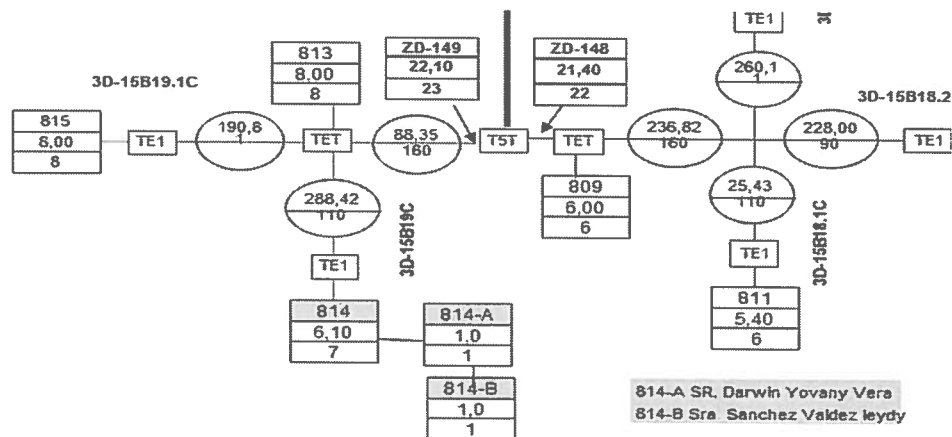 TE1
3D-15B19.1C
813
8,00
8
ZD-149
22,10
23
ZD-148
21,40
22
260,1
1
3D-15B18.2
815
8,00
8
TE1
190,8
1
TET
88,35
160
T5T
TET
236,82
160
228,00
90
TE1
288,42
110
3D-15B19C
809
6,00
6
25,43
110
3D-15B18.1C
TE1
TE1
814
6,10
7
814-A
1,0
1
811
5,40
6
814-B
1,0
1
814-A SR, Darwin Yovany Vera
814-B Sra Sanchez Valdez leydy